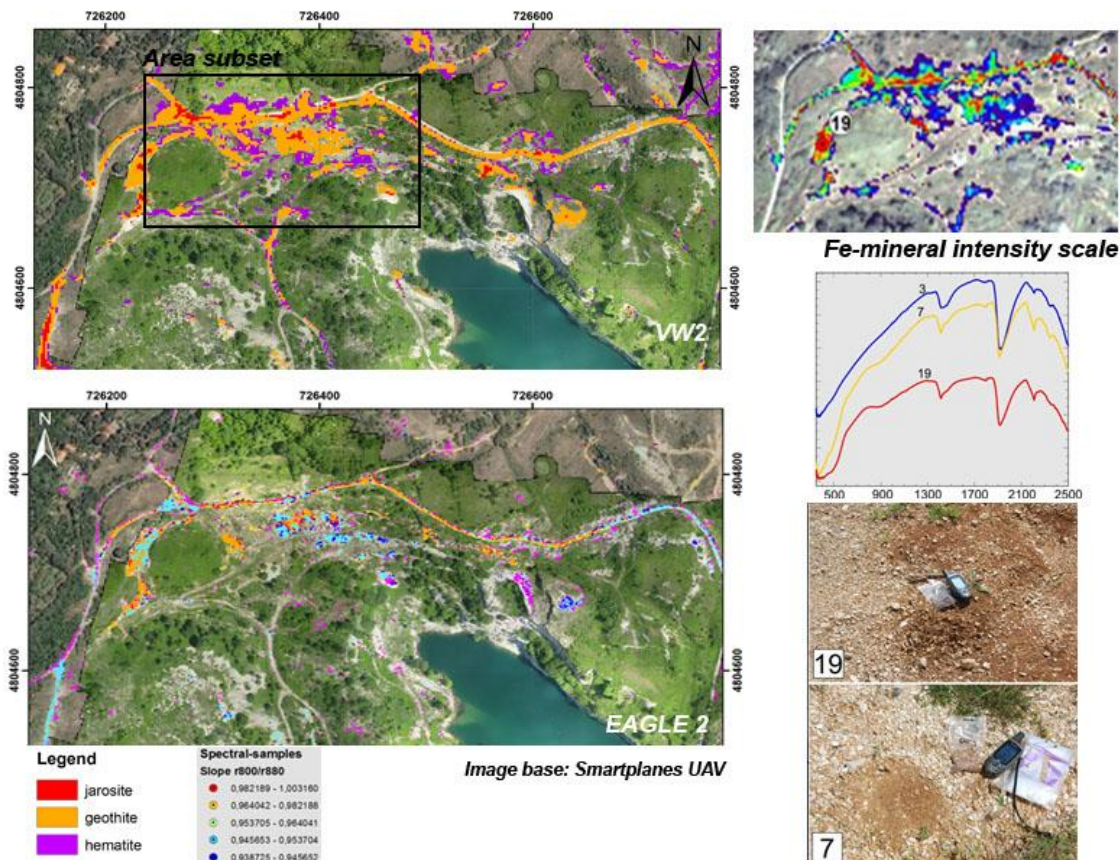 726200
726400
726600
Area subset
N
4804800
4804800
19
Fe-mineral intensity scale
4804600
4804600
VW2
3
7
19
726200
726400
726600
N
4804800
4804800
500
900
1300
1700
2100
2500
4804600
4804600
EAGLE 2
19
Legend
jarosite
geothite
hematite
Spectral-samples
Slope r800/r880
0,982189 - 1,003160
0,964042 - 0,982188
0,953705 - 0,964041
0,945653 - 0,953704
0,938725 - 0,945652
Image base: Smartplanes UAV
7